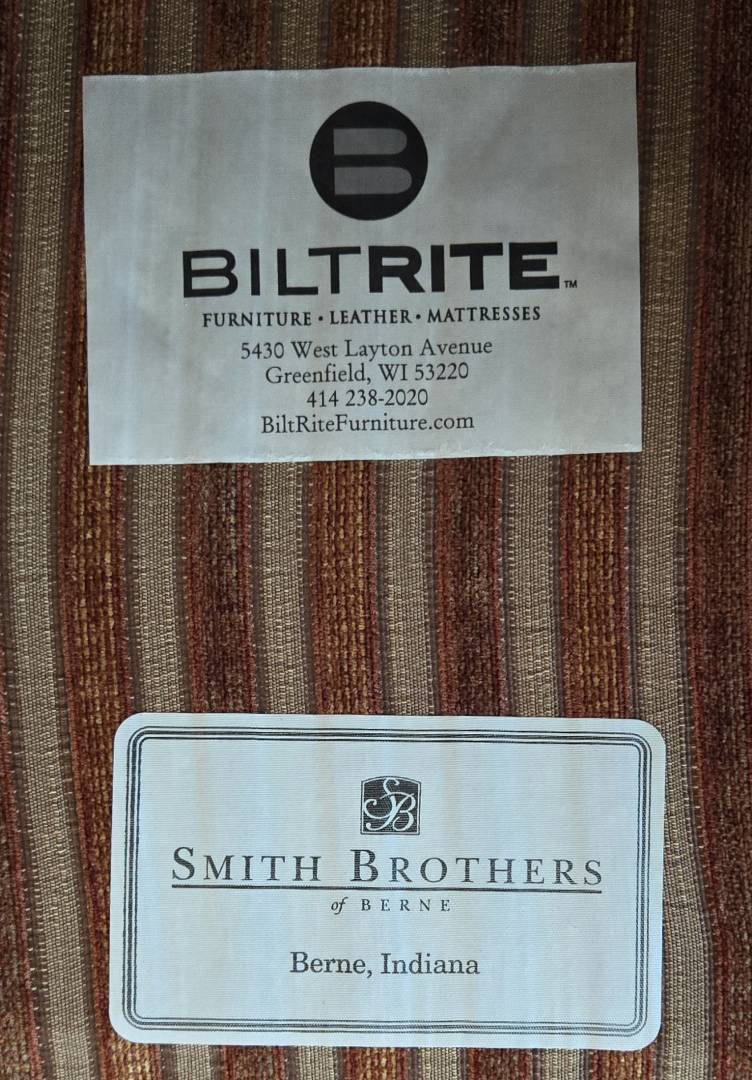 B
BILTRITE™
FURNITURE • LEATHER • MATTRESSES
5430 West Layton Avenue
Greenfield, WI 53220
414 238-2020
BiltRiteFurniture.com
SB
SMITH BROTHERS
of BERNE
Berne, Indiana